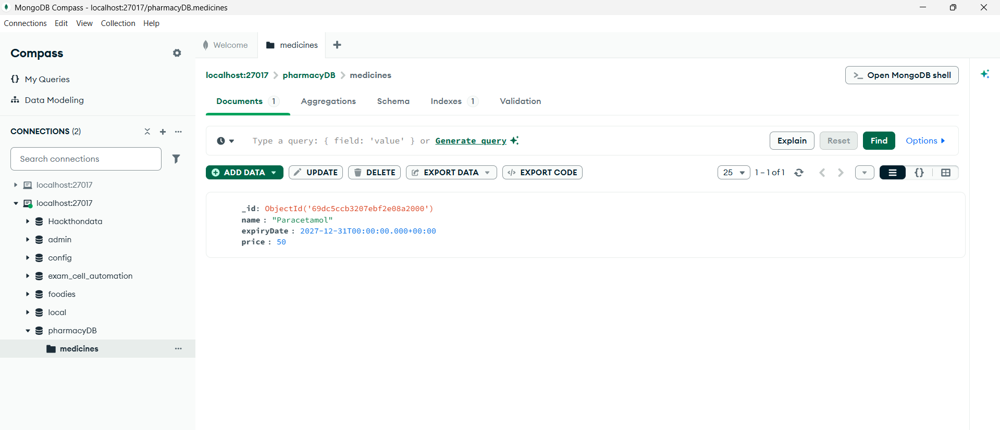 MongoDB Compass - localhost:27017/pharmacyDB.medicines
Connections Edit View Collection Help
Compass
My Queries
Data Modeling
CONNECTIONS (2)
Search connections
localhost:27017
localhost:27017
Hackthondata
admin
config
exam_cell_automation
foodies
local
pharmacyDB
medicines
Welcome
medicines
localhost:27017 > pharmacyDB > medicines
>_ Open MongoDB shell
Documents 1 Aggregations Schema Indexes 1 Validation
Type a query: { field: 'value' } or Generate query
Explain Reset Find Options
ADD DATA UPDATE DELETE EXPORT DATA </> EXPORT CODE
25 1 – 1 of 1 {}
_id: ObjectId('69dc5ccb3207ebf2e08a2000')
name : "Paracetamol"
expiryDate : 2027-12-31T00:00:00.000+00:00
price : 50